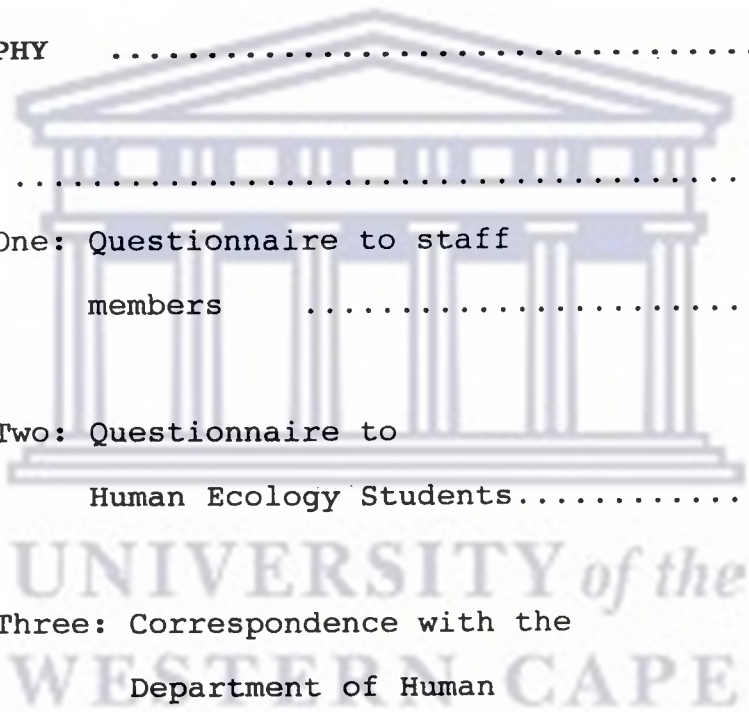 PHY ......................................
......................................
One: Questionnaire to staff
members ........................
Two: Questionnaire to
Human Ecology Students............
UNIVERSITY of the
Three: Correspondence with the
WESTERN CAPE
Department of Human